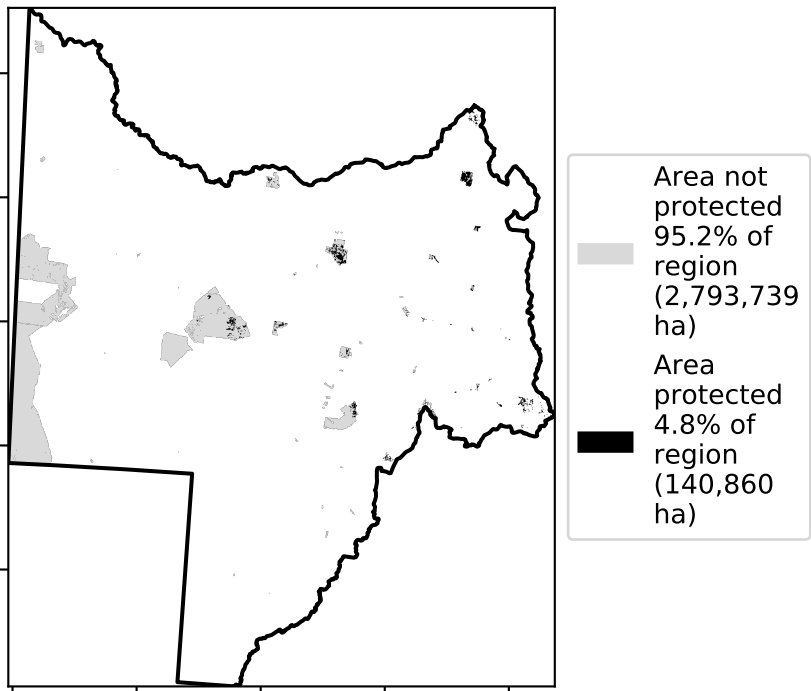 Area not
protected
95.2% of
region
(2,793,739
ha)
Area
protected
4.8% of
region
(140,860
ha)